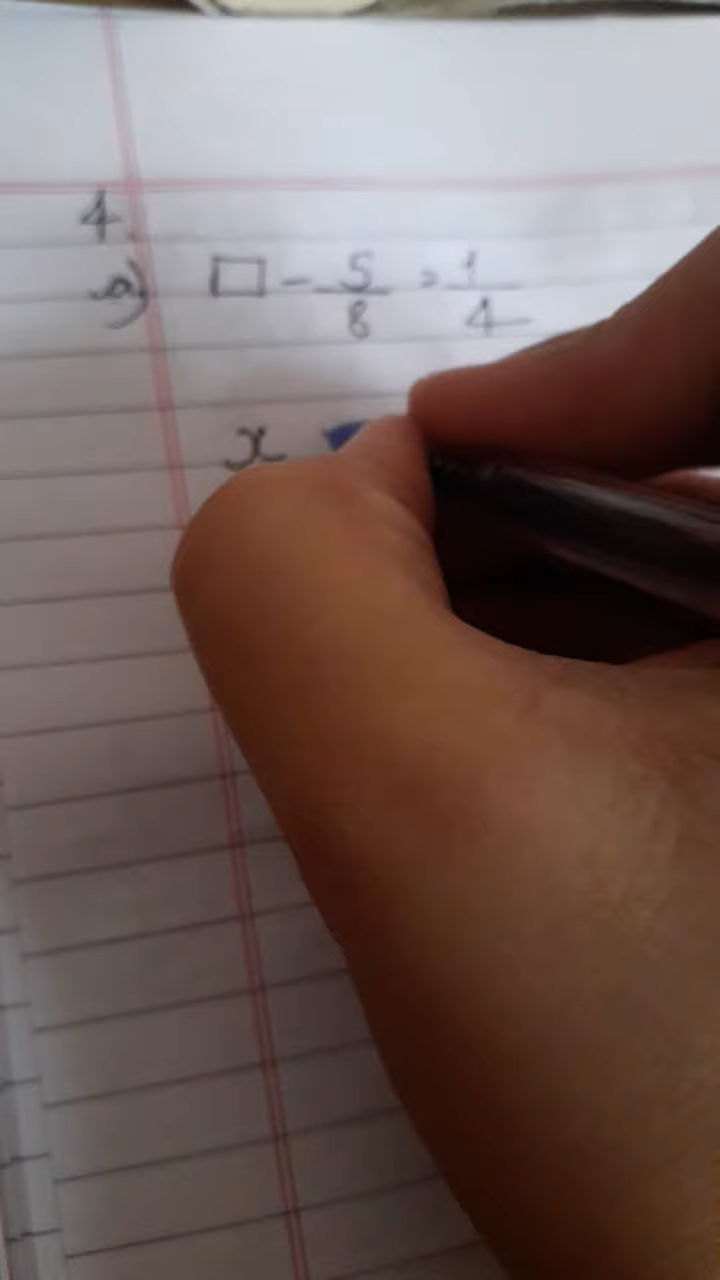 4.
a) □ - 5/8 = 1/4
x